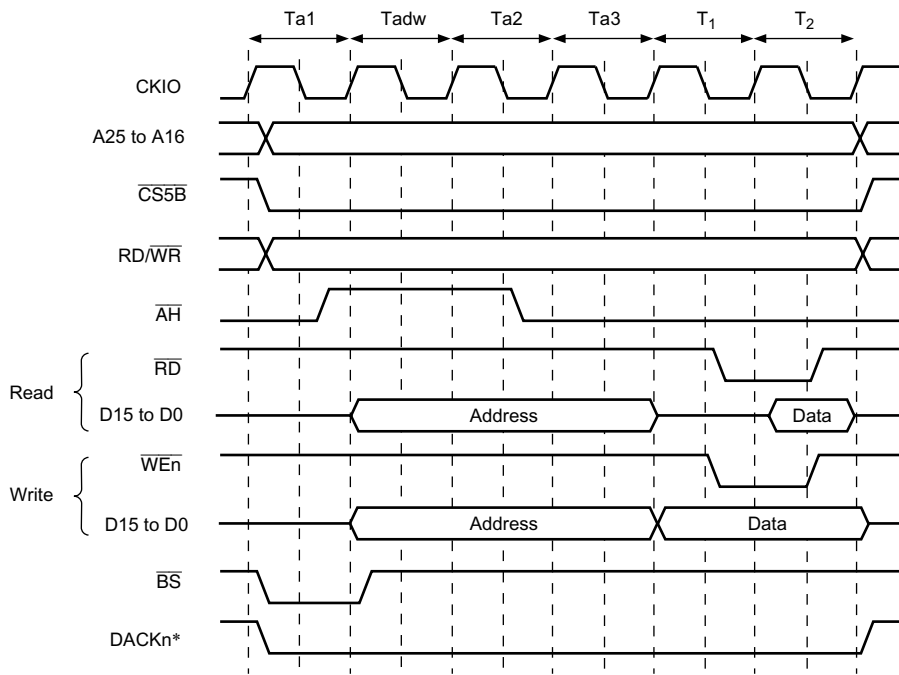 Ta1 Tadw Ta2 Ta3 T1 T2
CKIO
A25 to A16
CS5B
RD/WR
AH
Read
RD
D15 to D0 Address Data
Write
WEn
D15 to D0 Address Data
BS
DACKn*